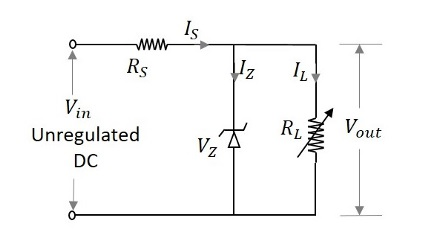 I_S
R_S
I_Z
I_L
V_in
Unregulated
DC
V_Z
R_L
V_out